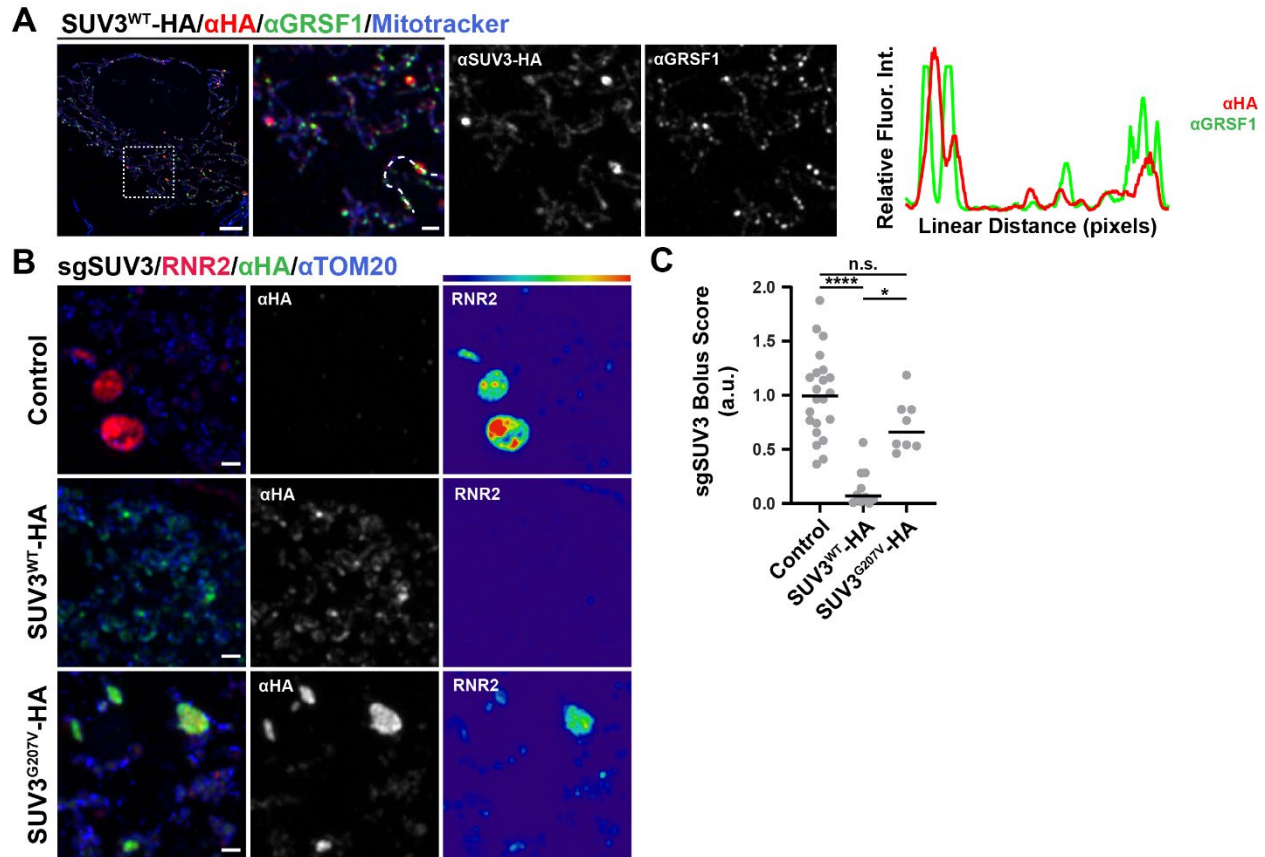 A
SUV3ᵂᵀ-HA/αHA/αGRSF1/Mitotracker
αSUV3-HA
αGRSF1
Relative Fluor. Int.
Linear Distance (pixels)
αHA
αGRSF1
B
sgSUV3/RNR2/αHA/αTOM20
Control
αHA
RNR2
SUV3ᵂᵀ-HA
αHA
RNR2
SUV3ᴳ²⁰⁷ⱽ-HA
αHA
RNR2
C
sgSUV3 Bolus Score
(a.u.)
n.s.
****
*
2.0
1.5
1.0
0.5
0.0
Control
SUV3ᵂᵀ-HA
SUV3ᴳ²⁰⁷ⱽ-HA